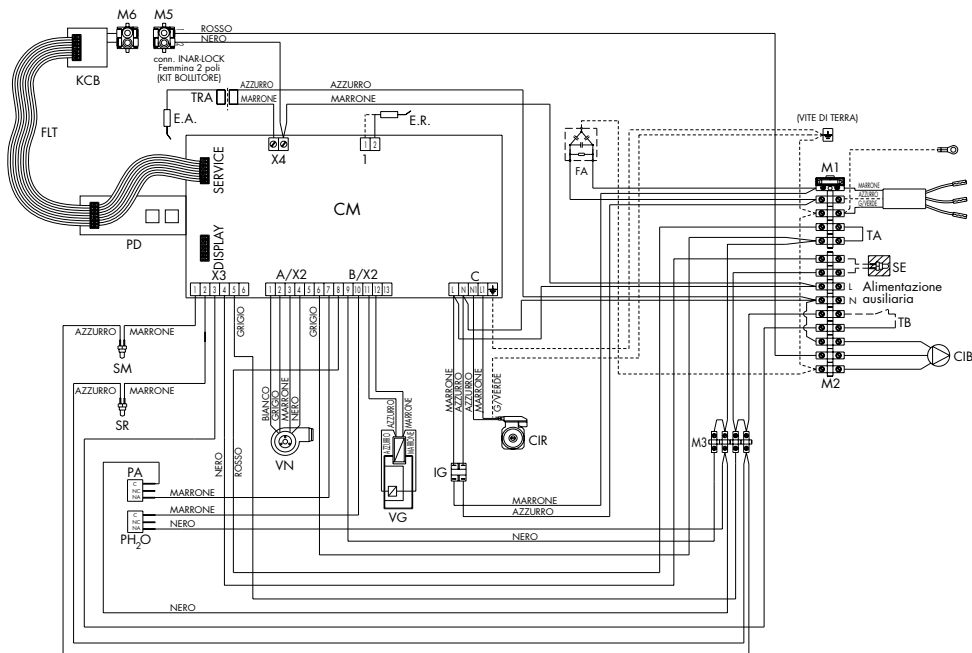 M6
M5
ROSSO
NERO
KCB
conn. INAR-LOCK
Femmina 2 poli
(KIT BOLLITORE)
AZZURRO
MARRONE
TRA
AZZURRO
MARRONE
E.A.
FLT
E.R.
X4
1 2
1
SERVICE
DISPLAY
PD
CM
FA
(VITE DI TERRA)
M1
MARRONE
AZZURRO
G/VERDE
TA
SE
L
N
Alimentazione
ausiliaria
TB
CIB
M2
X3
A/X2
B/X2
C
1 2 3 4 5 6
1 2 3 4 5 6 7 8 9 10 11 12 13
L N N1 L1
AZZURRO
MARRONE
SM
AZZURRO
MARRONE
SR
GRIGIO
GRIGIO
BIANCO
GRIGIO
MARRONE
NERO
VN
AZZURRO
MARRONE
AZZURRO
MARRONE
VG
MARRONE
AZZURRO
AZZURRO
MARRONE
G/VERDE
CIR
IG
MARRONE
AZZURRO
M3
NERO
ROSSO
PA
C
NC
NA
MARRONE
MARRONE
C
NC
NA
NERO
PH2O
NERO
NERO